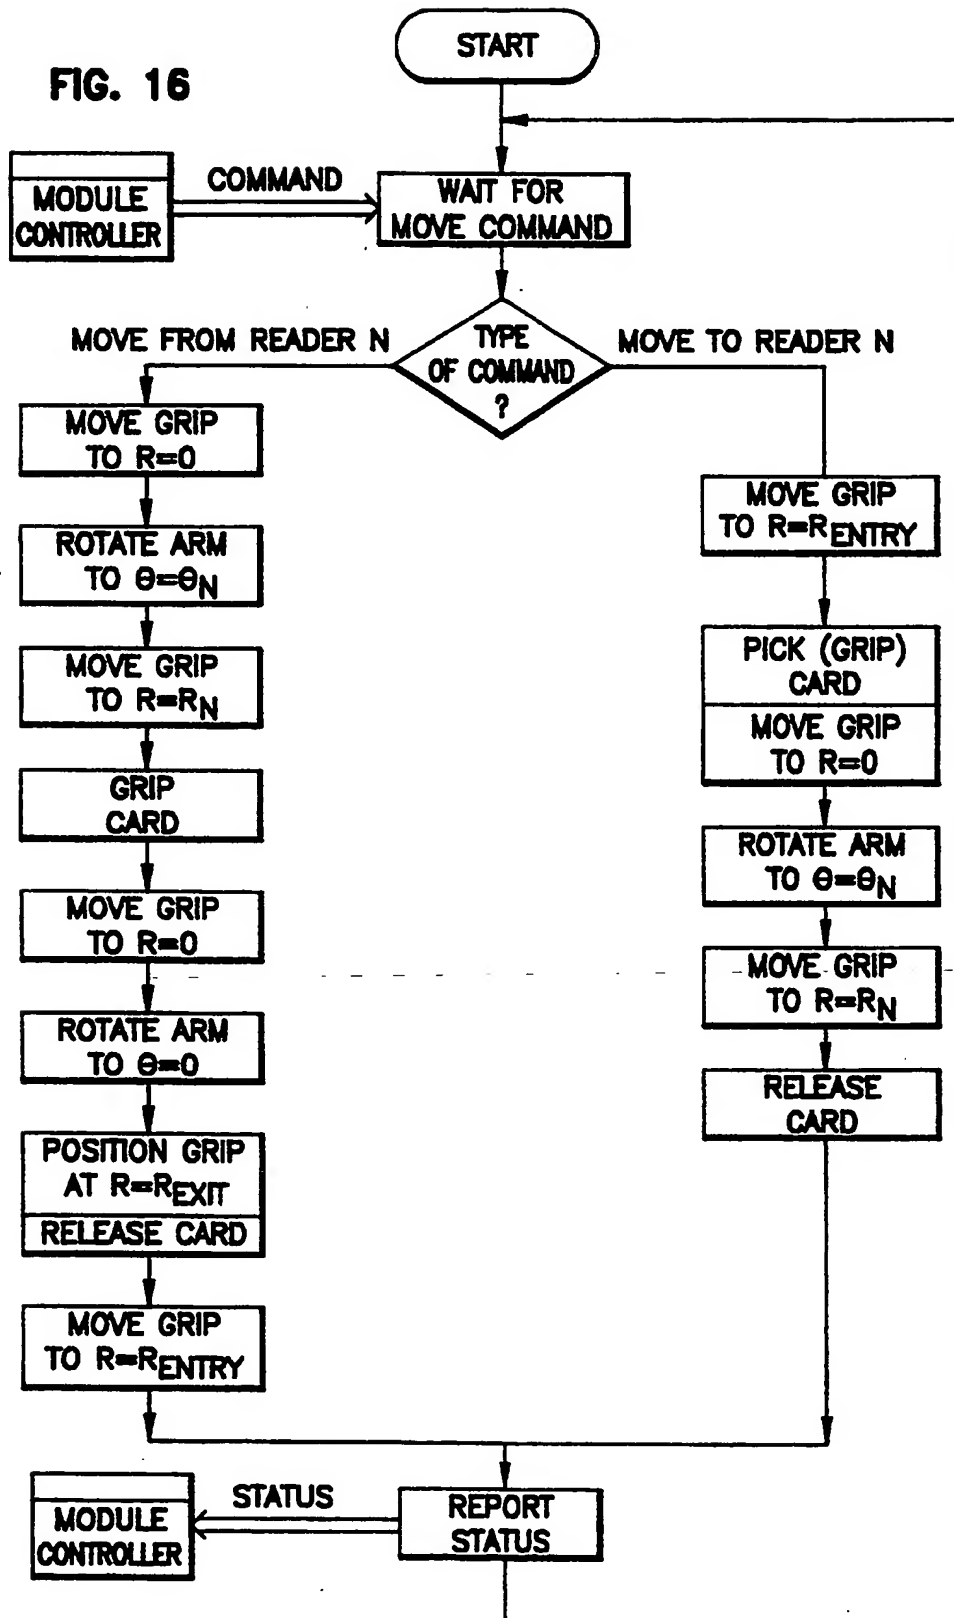 START
FIG. 16
MODULE
CONTROLLER
COMMAND
WAIT FOR
MOVE COMMAND
TYPE
OF COMMAND
?
MOVE FROM READER N
MOVE TO READER N
MOVE GRIP
TO R=0
ROTATE ARM
TO Θ=ΘN
MOVE GRIP
TO R=RN
GRIP
CARD
MOVE GRIP
TO R=0
ROTATE ARM
TO Θ=0
POSITION GRIP
AT R=REXIT
RELEASE CARD
MOVE GRIP
TO R=RENTRY
MOVE GRIP
TO R=RENTRY
PICK (GRIP)
CARD
MOVE GRIP
TO R=0
ROTATE ARM
TO Θ=ΘN
MOVE GRIP
TO R=RN
RELEASE
CARD
REPORT
STATUS
STATUS
MODULE
CONTROLLER